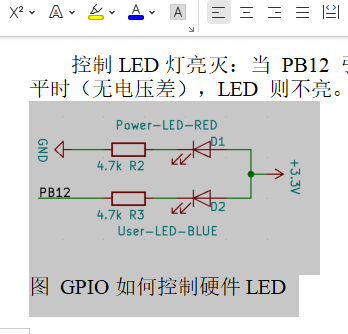 X² A A A
控制 LED 灯亮灭：当 PB12
平时（无电压差），LED 则不亮。
Power-LED-RED
GND
D1
4.7k R2
+3.3V
PB12
4.7k R3
D2
User-LED-BLUE
图 GPIO 如何控制硬件 LED